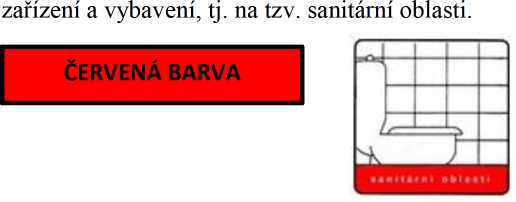 zařízení a vybavení, tj. na tzv. sanitární oblasti.
ČERVENÁ BARVA
sanitární oblasti